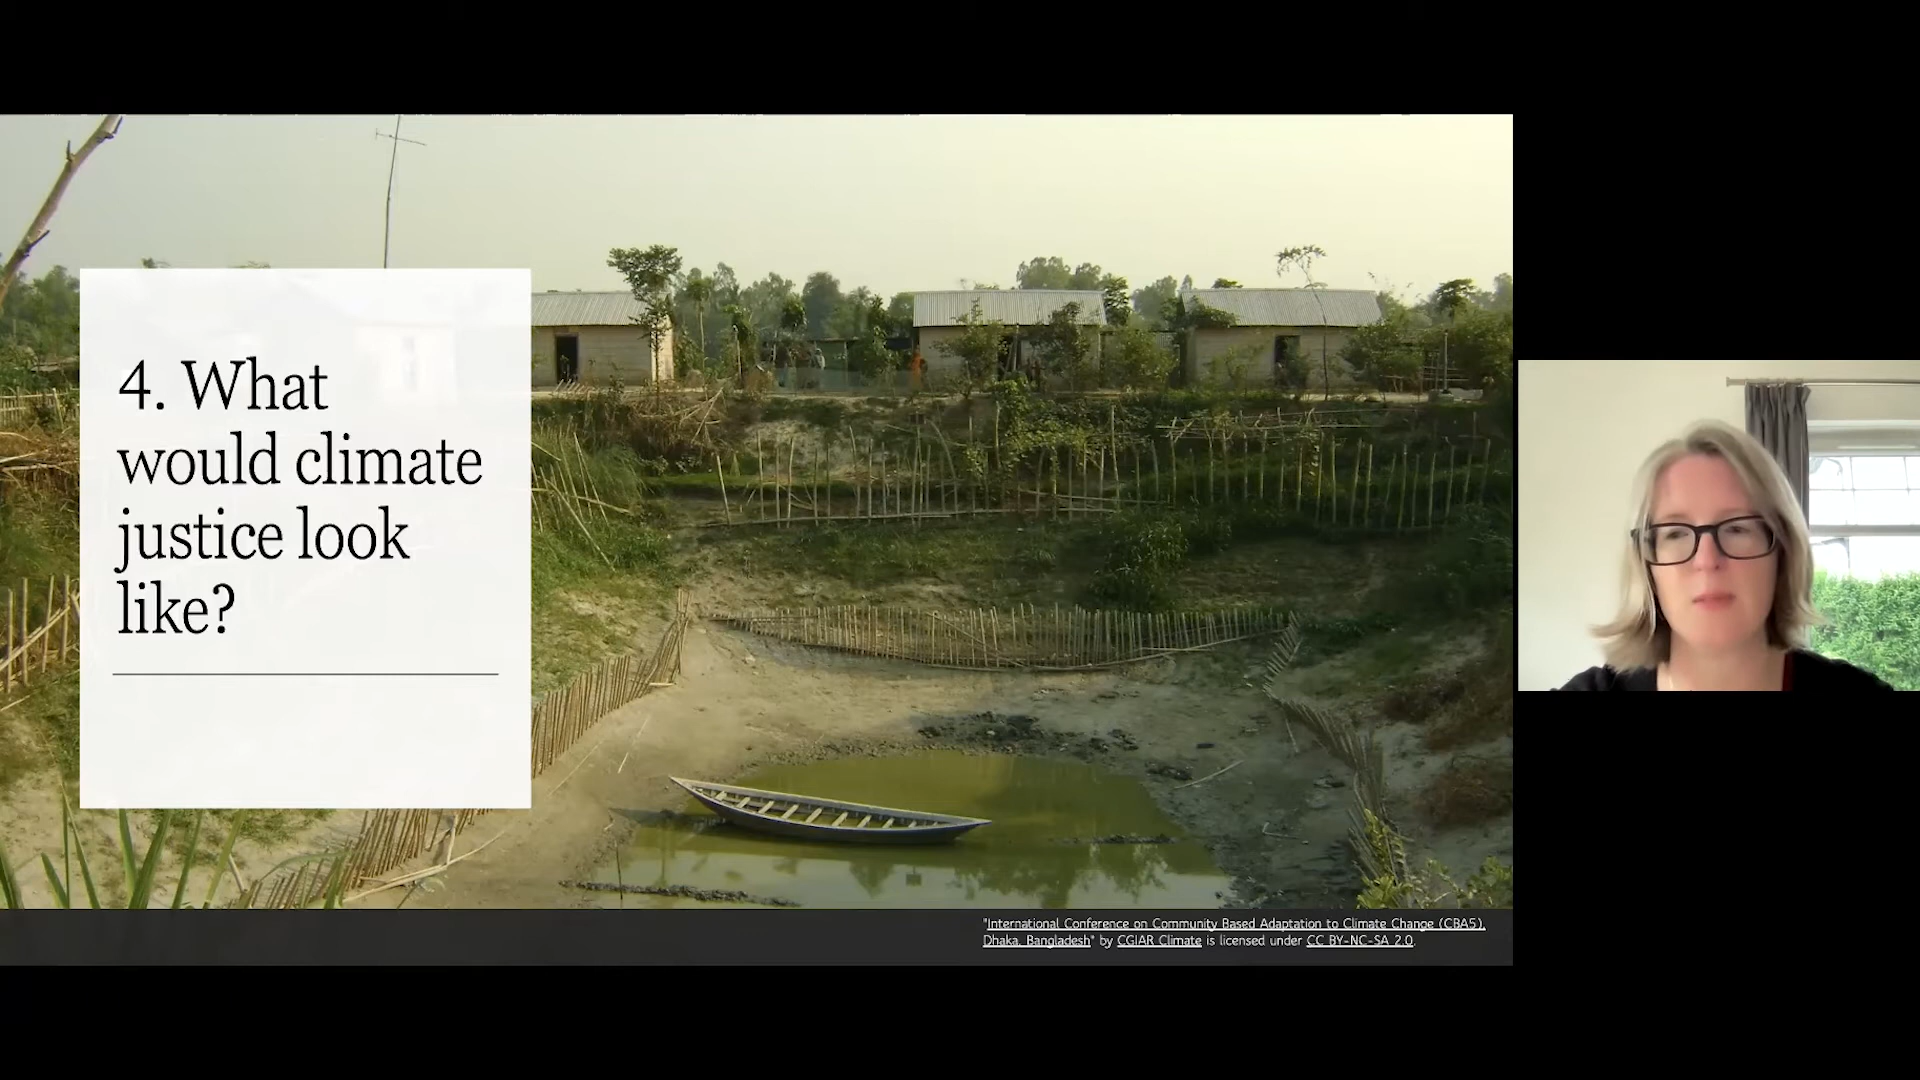 4. What
would climate
justice look
like?
"International Conference on Community Based Adaptation to Climate Change (CBA5),
Dhaka, Bangladesh" by CGIAR Climate is licensed under CC BY-NC-SA 2.0.